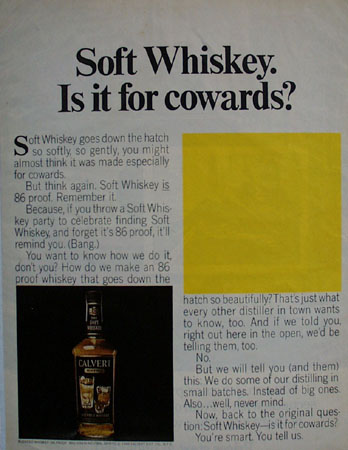 Soft Whiskey.
Is it for cowards?
Soft Whiskey goes down the hatch
so softly, so gently, you might
almost think it was made especially
for cowards.
But think again. Soft Whiskey is
86 proof. Remember it.
Because, if you throw a Soft Whis-
key party to celebrate finding Soft
Whiskey, and forget it's 86 proof, it'll
remind you. (Bang.)
You want to know how we do it,
don't you? How do we make an 86
proof whiskey that goes down the
SOFT
WHISKEY
CALVERT
hatch so beautifully? That's just what
every other distiller in town wants
to know, too. And if we told you,
right out here in the open, we'd be
telling them, too.
No.
But we will tell you (and them)
this. We do some of our distilling in
small batches. Instead of big ones.
Also...well, never mind.
Now, back to the original ques-
tion: Soft Whiskey—is it for cowards?
You're smart. You tell us.